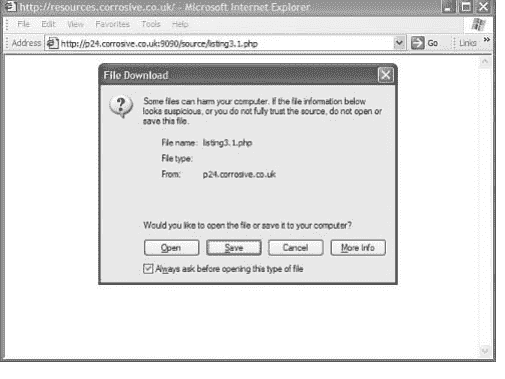 http://resources.corrosive.co.uk/ - Microsoft Internet Explorer
File Edit View Favorites Tools Help
Address http://p24.corrosive.co.uk:9090/source/listing3.1.php Go Links »
File Download
Some files can harm your computer. If the file information below
looks suspicious, or you do not fully trust the source, do not open or
save this file.
File name: listing3.1.php
File type:
From: p24.corrosive.co.uk
Would you like to open the file or save it to your computer?
Open Save Cancel More Info
Always ask before opening this type of file